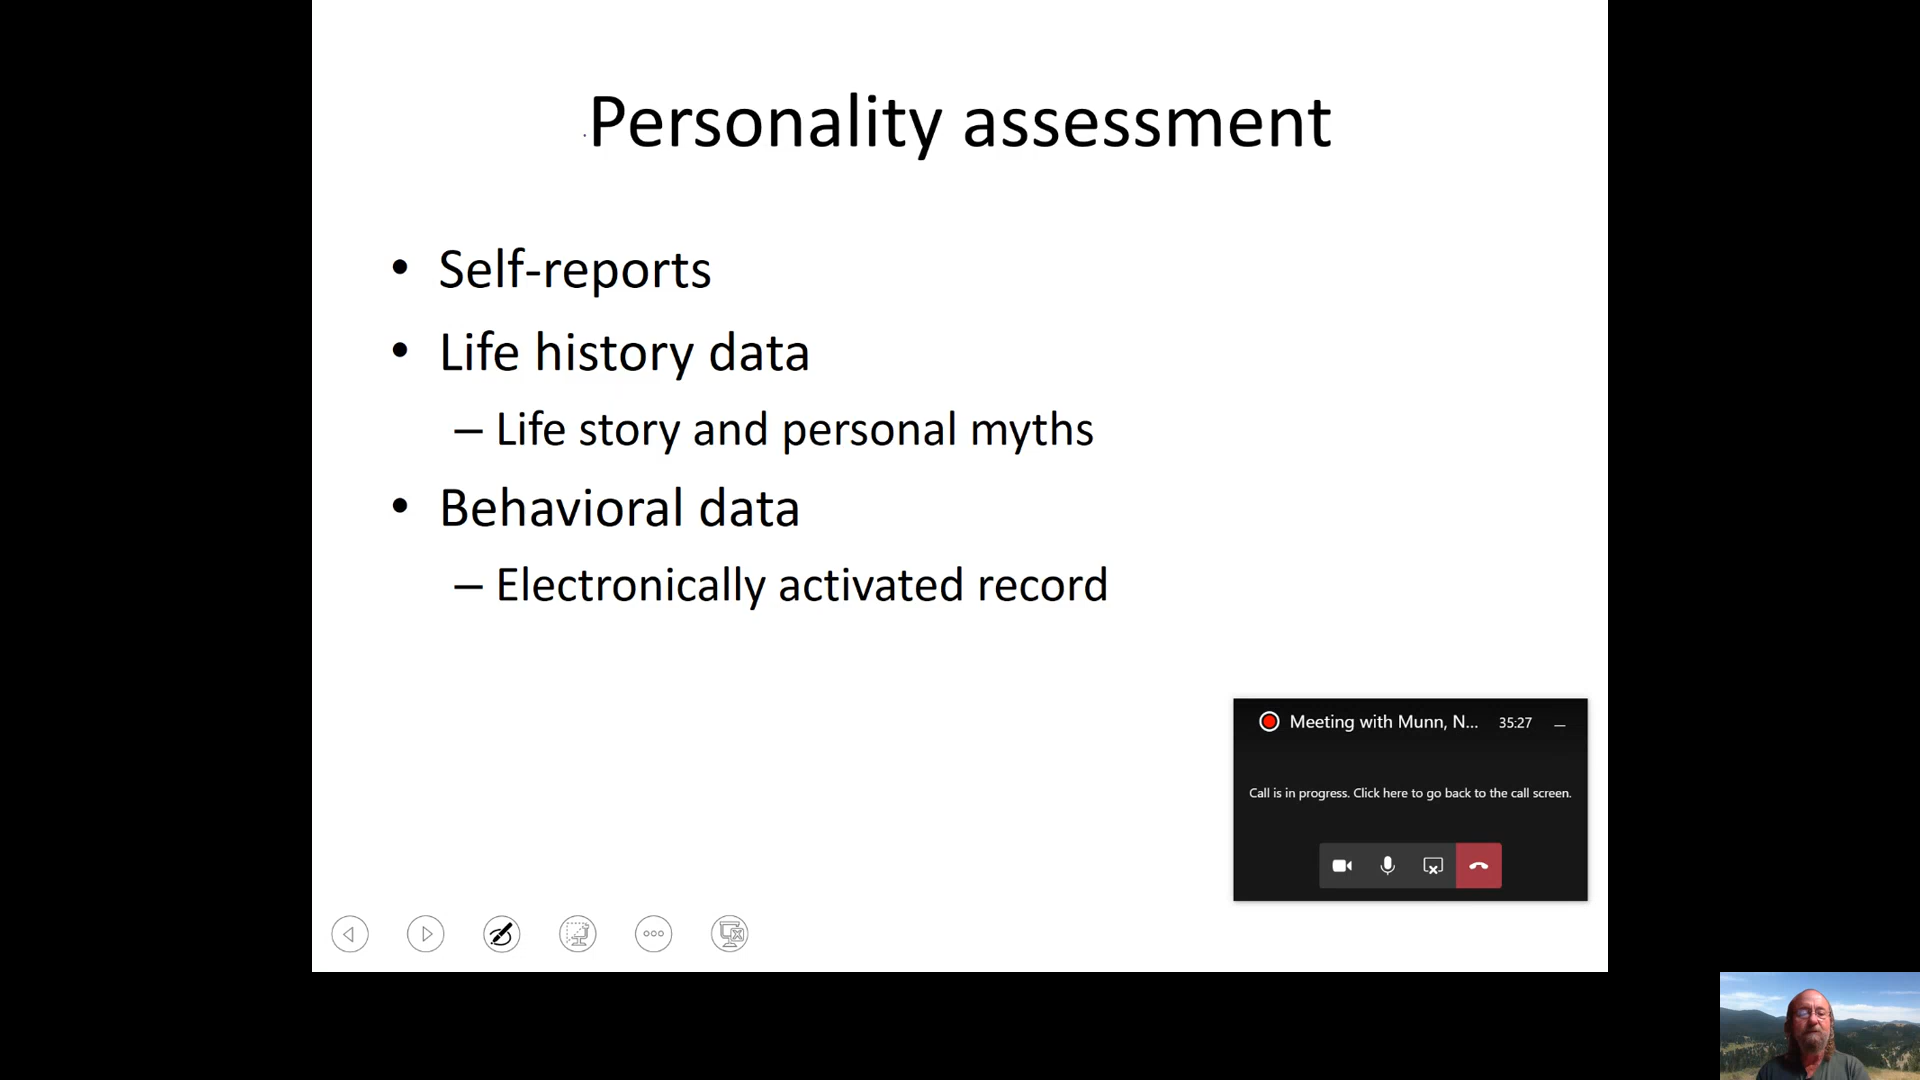 Personality assessment
• Self-reports
• Life history data
– Life story and personal myths
• Behavioral data
– Electronically activated record
Meeting with Munn, N... 35:27
Call is in progress. Click here to go back to the call screen.